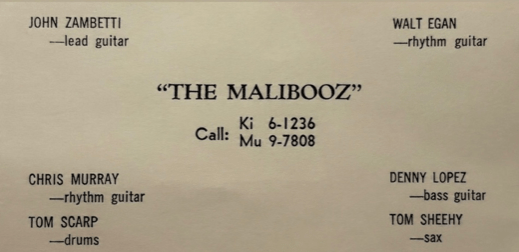 JOHN ZAMBETTI
—lead guitar
WALT EGAN
—rhythm guitar
"THE MALIBOOZ"
Call: Ki 6-1236
Mu 9-7808
CHRIS MURRAY
—rhythm guitar
TOM SCARP
—drums
DENNY LOPEZ
—bass guitar
TOM SHEEHY
—sax